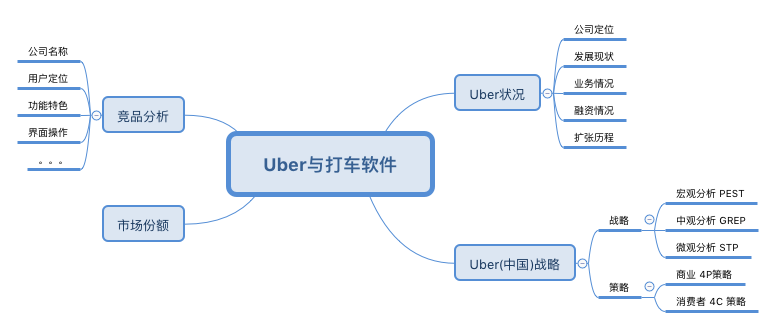 Uber与打车软件
Uber状况
公司定位
发展现状
业务情况
融资情况
扩张历程
Uber(中国)战略
战略
宏观分析 PEST
中观分析 GREP
微观分析 STP
策略
商业 4P策略
消费者 4C 策略
竞品分析
公司名称
用户定位
功能特色
界面操作
。。。
市场份额